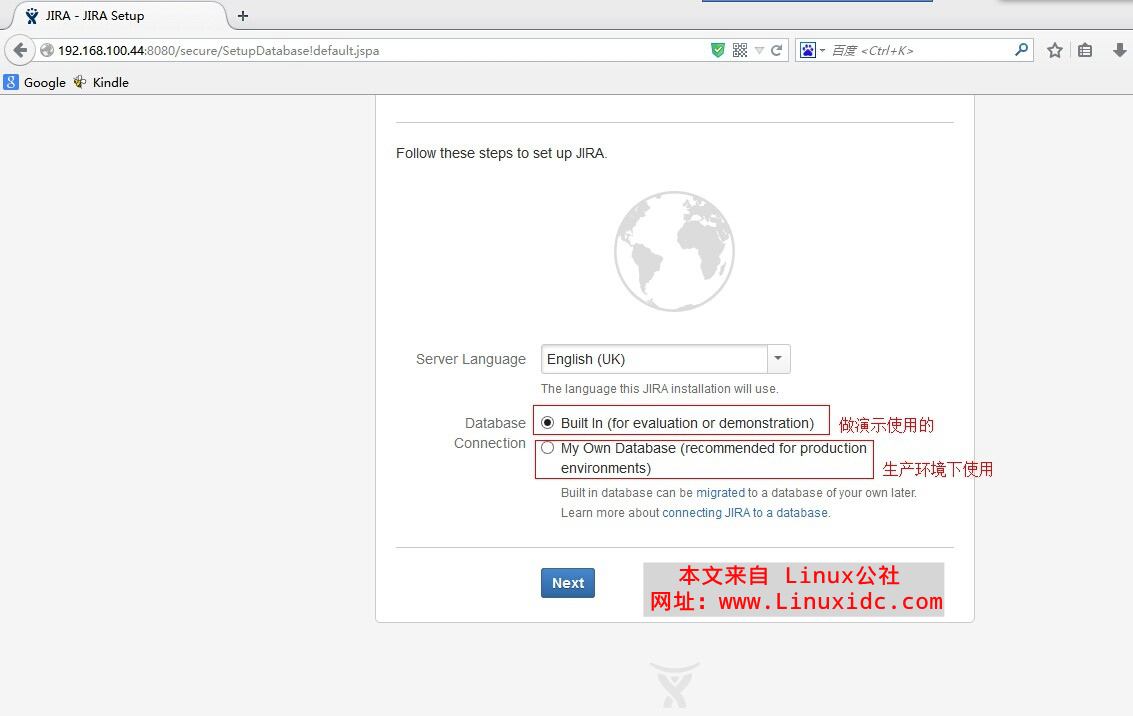 JIRA - JIRA Setup
192.168.100.44:8080/secure/SetupDatabase!default.jspa
百度 <Ctrl+K>
Google
Kindle
Follow these steps to set up JIRA.
Server Language
English (UK)
The language this JIRA installation will use.
Database
Connection
Built In (for evaluation or demonstration)
做演示使用的
My Own Database (recommended for production
environments)
生产环境下使用
Built in database can be migrated to a database of your own later.
Learn more about connecting JIRA to a database.
Next
本文来自 Linux公社
网址：www.Linuxidc.com